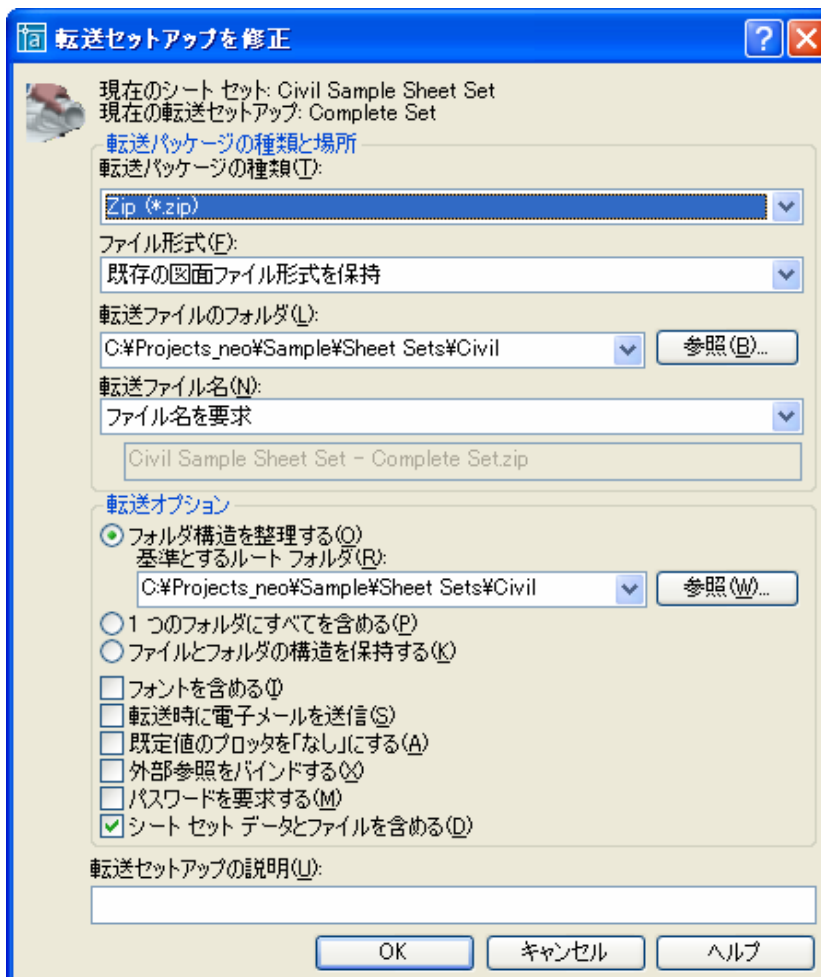 転送セットアップを修正
現在のシート セット: Civil Sample Sheet Set
現在の転送セットアップ: Complete Set
転送パッケージの種類と場所
転送パッケージの種類(T):
Zip (*.zip)
ファイル形式(F):
既存の図面ファイル形式を保持
転送ファイルのフォルダ(L):
C:¥Projects_neo¥Sample¥Sheet Sets¥Civil
参照(B)...
転送ファイル名(N):
ファイル名を要求
Civil Sample Sheet Set - Complete Set.zip
転送オプション
フォルダ構造を整理する(O)
基準とするルート フォルダ(R):
C:¥Projects_neo¥Sample¥Sheet Sets¥Civil
参照(W)...
1 つのフォルダにすべてを含める(P)
ファイルとフォルダの構造を保持する(K)
フォントを含める(I)
転送時に電子メールを送信(S)
既定値のプロッタを「なし」にする(A)
外部参照をバインドする(X)
パスワードを要求する(M)
シート セット データとファイルを含める(D)
転送セットアップの説明(U):
OK
キャンセル
ヘルプ